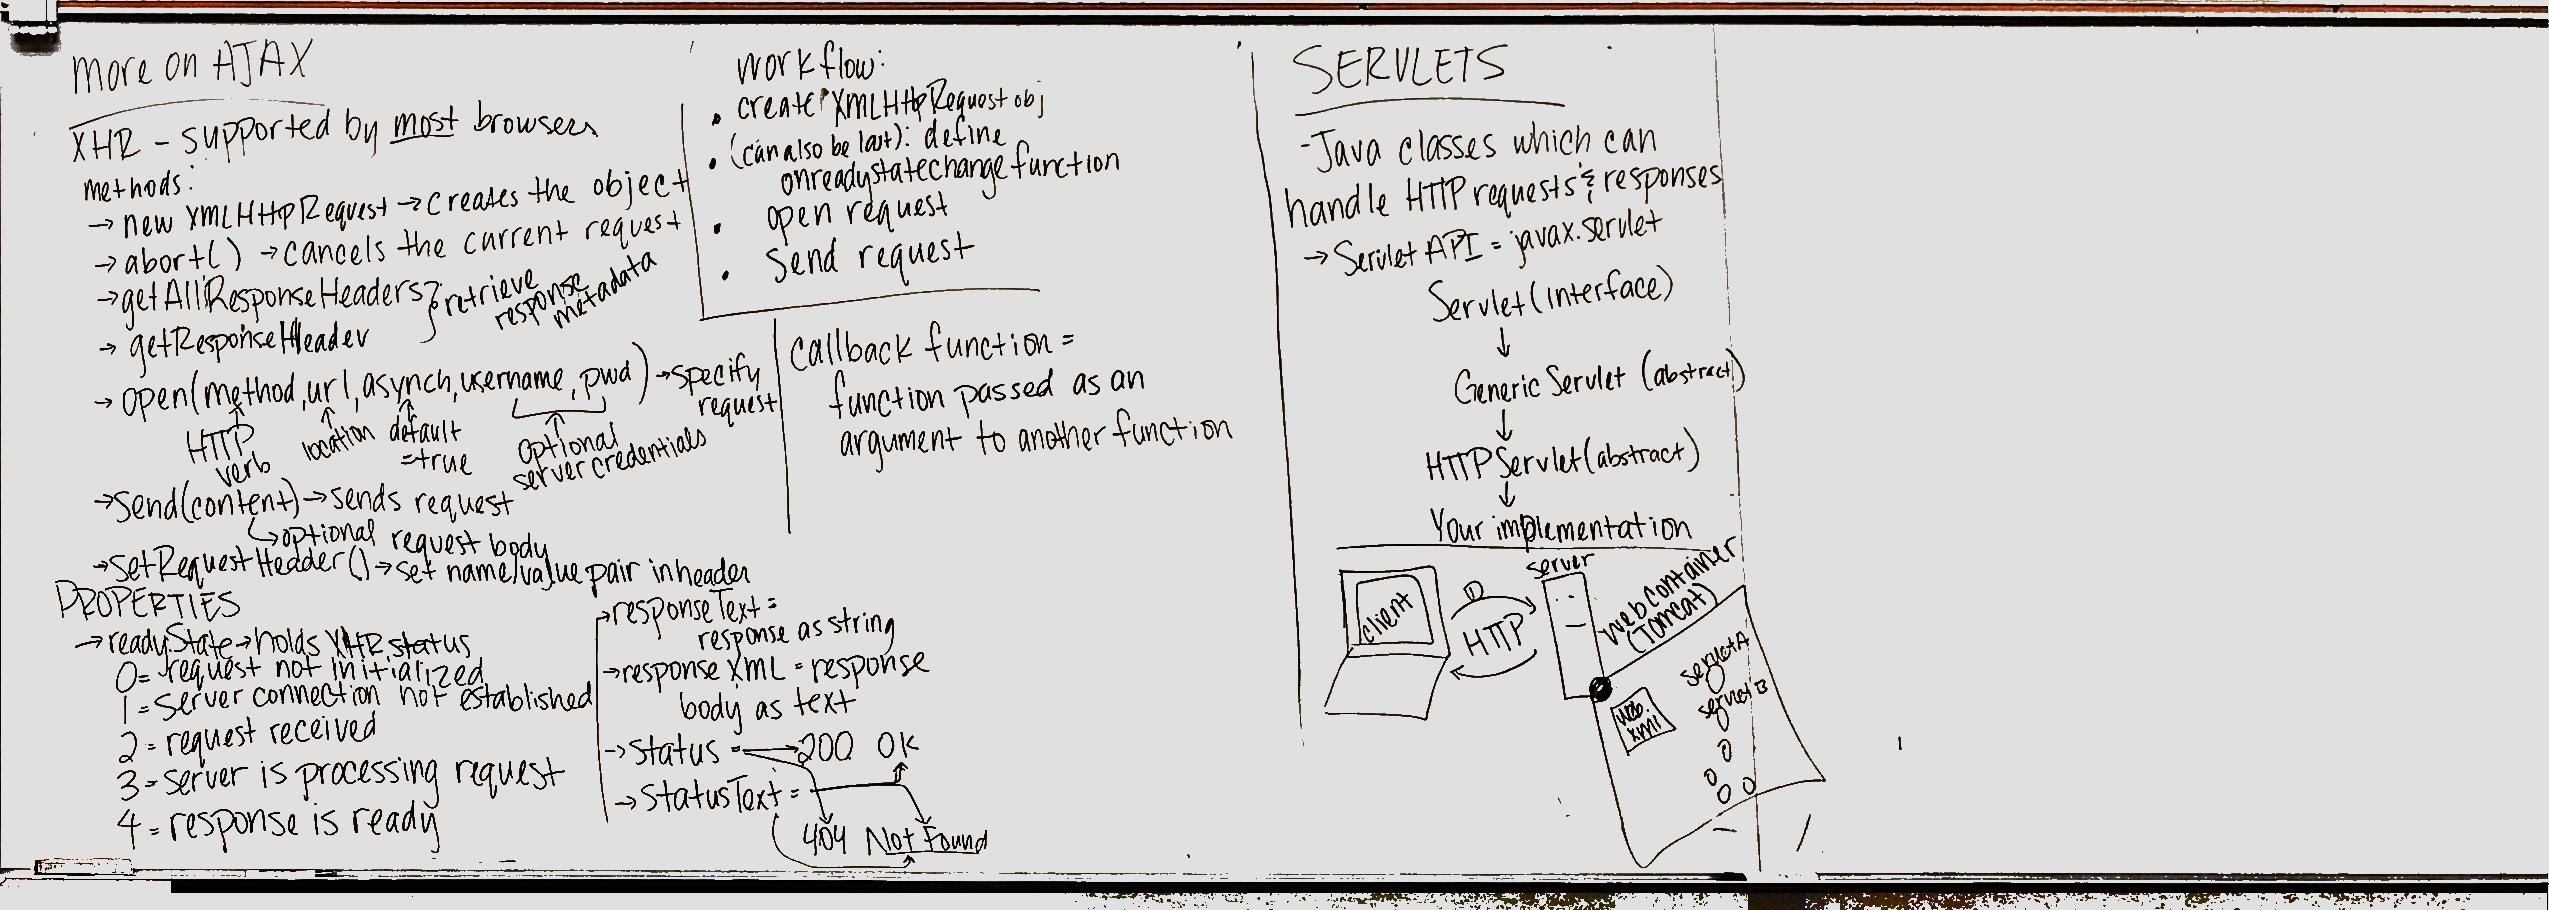 More on AJAX
XHR - supported by most browsers
methods:
→ new XMLHttpRequest → creates the object
→ abort() → cancels the current request
→ getAllResponseHeaders
→ getResponseHeader
} retrieve
response
metadata
→ open(method, url, asynch, username, pwd) → specify
request
HTTP
verb
location
default
= true
optional
server credentials
→ send(content) → sends request
↳ optional request body
→ setRequestHeader() → set name/value pair in header
PROPERTIES
→ readyState → holds XHR status
0 = request not initialized
1 = server connection not established
2 = request received
3 = server is processing request
4 = response is ready
→ responseText =
response as string
→ response XML = response
body as text
→ status = → 200 OK
→ statusText =
404 Not Found
workflow:
• create XMLHttpRequest obj
• (can also be last): define
onreadystatechange function
• open request
• send request
callback function =
function passed as an
argument to another function
SERVLETS
- Java classes which can
handle HTTP requests & responses
→ Servlet API = javax.servlet
Servlet (interface)
↓
Generic Servlet (abstract)
↓
HTTP Servlet (abstract)
↓
Your implementation
client
HTTP
server
Web Container
(Tomcat)
web.
xml
servlet A
servlet B